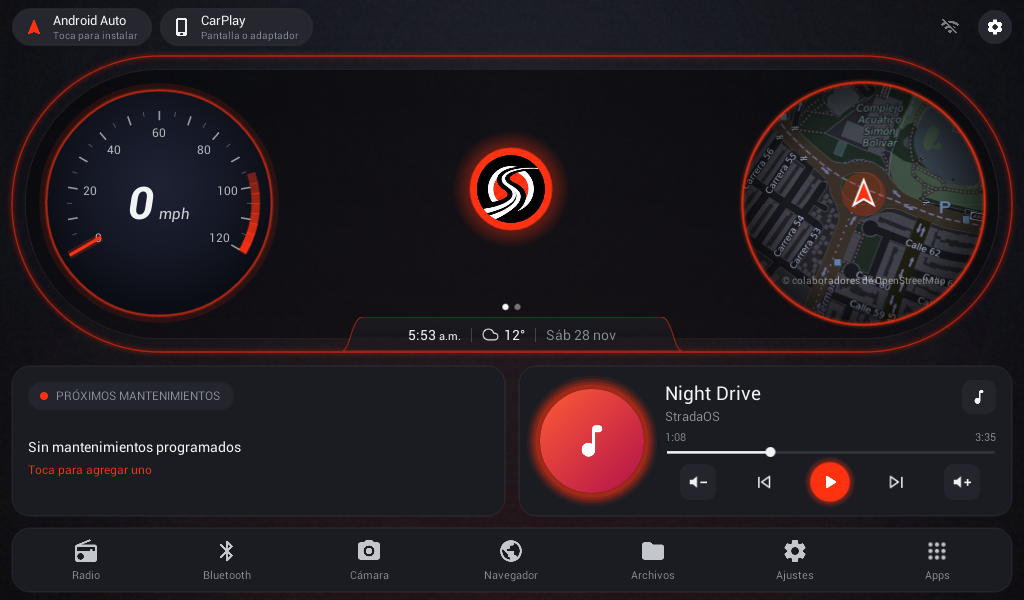 Android Auto
Toca para instalar
CarPlay
Pantalla o adaptador
0
20
40
60
80
100
120
0 mph
Complejo
Acuático
Simón
Bolívar
Carrera 56
Carrera 55
Carrera 54
Carrera 53
P
Calle 62
Calle 59
© colaboradores de OpenStreetMap
5:53 a.m.
12°
Sáb 28 nov
PRÓXIMOS MANTENIMIENTOS
Sin mantenimientos programados
Toca para agregar uno
Night Drive
StradaOS
1:08
3:35
Radio
Bluetooth
Cámara
Navegador
Archivos
Ajustes
Apps